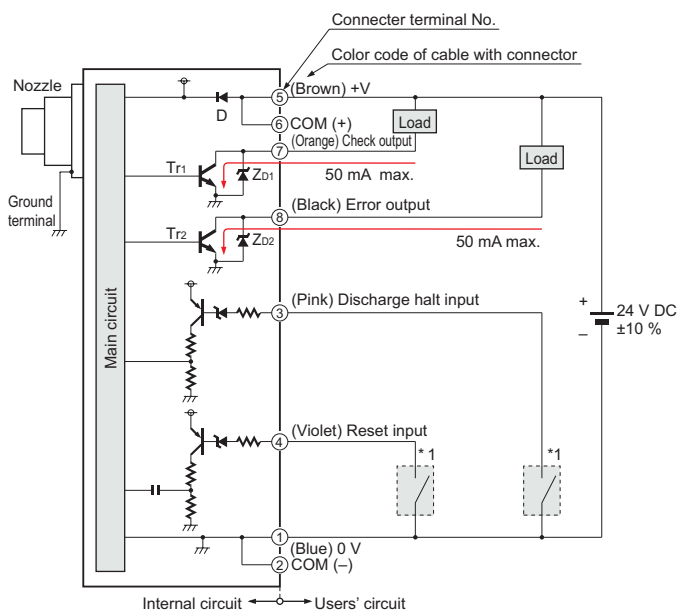 Connecter terminal No.
Color code of cable with connector
Nozzle
5 (Brown) +V
D
6 COM (+)
Load
7 (Orange) Check output
Tr1
ZD1
50 mA max.
Load
Ground
terminal
8 (Black) Error output
Tr2
ZD2
50 mA max.
Main circuit
3 (Pink) Discharge halt input
+
24 V DC
–
±10 %
4 (Violet) Reset input
* 1
*1
1
(Blue) 0 V
2 COM (–)
Internal circuit
Users' circuit